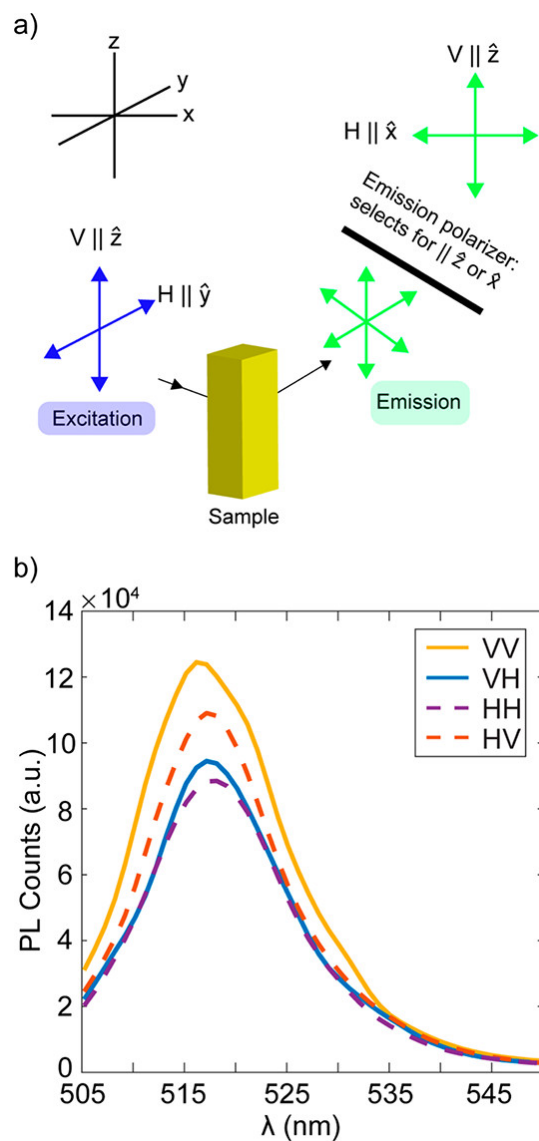 a)
z
y
x
V || ẑ
H || x̂
Emission polarizer:
selects for || ẑ or x̂
V || ẑ
H || ŷ
Excitation
Emission
Sample
b)
14 ×10⁴
12
10
8
6
4
2
0
PL Counts (a.u.)
VV
VH
HH
HV
505
515
525
535
545
λ (nm)